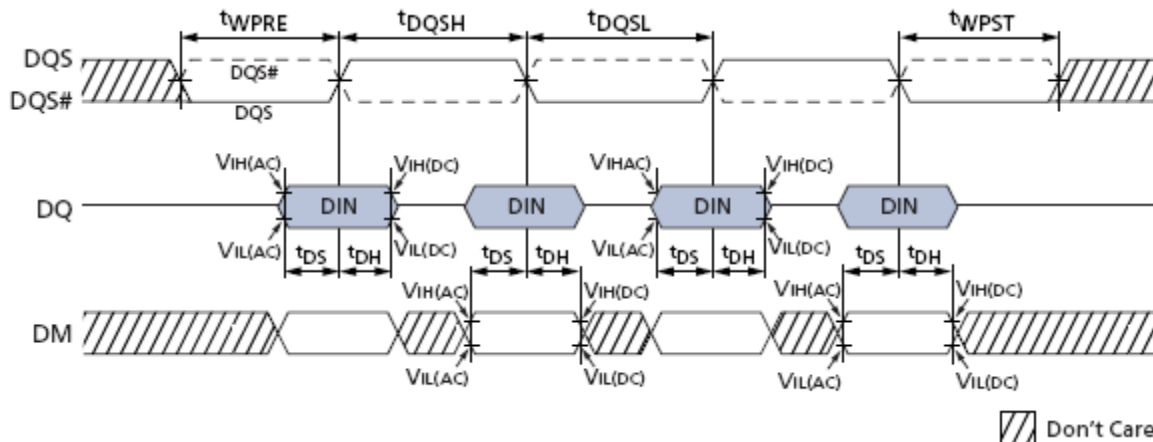 tWPRE tDQSH tDQSL tWPST
DQS
DQS#
DQS#
DQS
VIH(AC) VIH(DC) VIHAC) VIH(DC)
DQ DIN DIN DIN DIN
VIL(AC) VIL(DC) VIL(AC) VIL(DC)
tDS tDH tDS tDH tDS tDH tDS tDH
VIH(AC) VIH(DC) VIH(AC) VIH(DC)
DM
VIL(AC) VIL(DC) VIL(AC) VIL(DC)
Don't Care